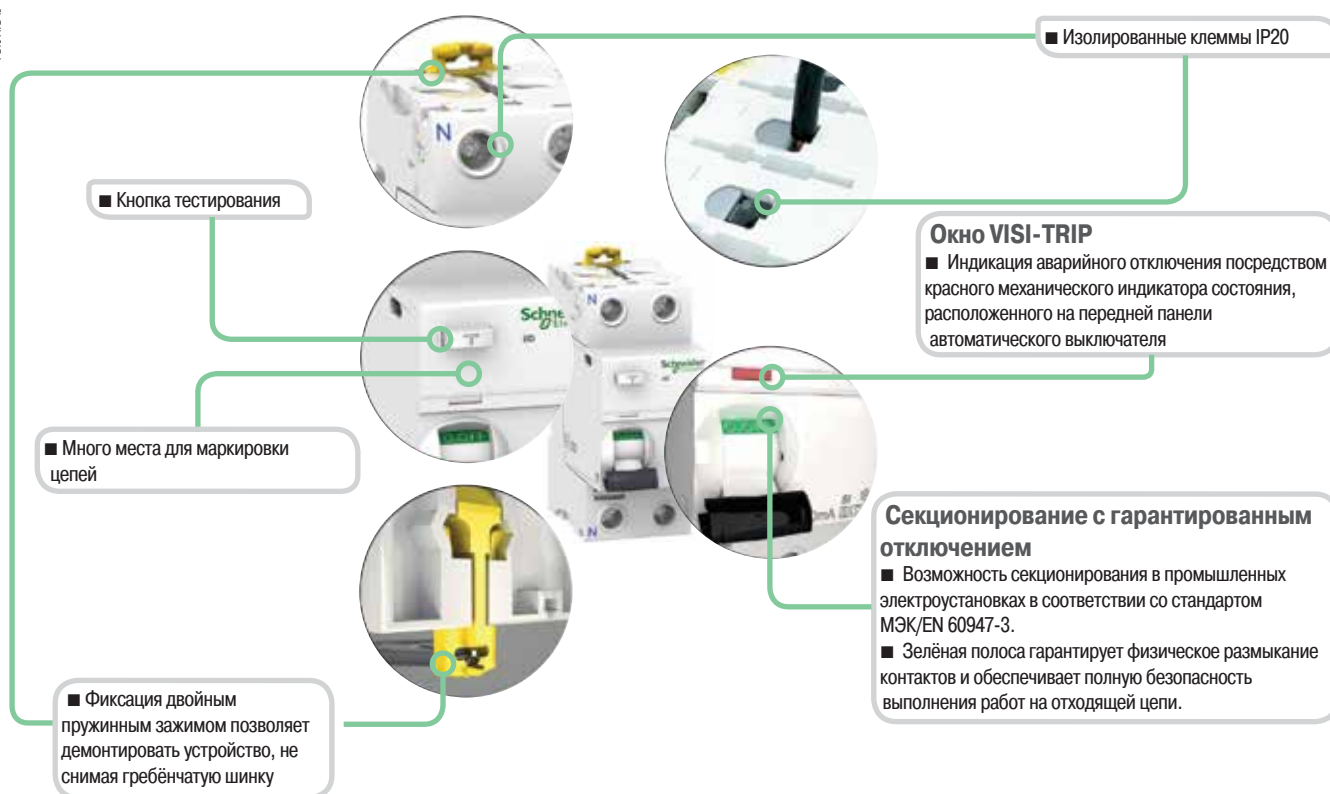 ■ Изолированные клеммы IP20
N
■ Кнопка тестирования
Окно VISI-TRIP
■ Индикация аварийного отключения посредством
красного механического индикатора состояния,
расположенного на передней панели
автоматического выключателя
Schne
N
Schneider
■ Много места для маркировки
цепей
N
Секционирование с гарантированным
отключением
■ Возможность секционирования в промышленных
электроустановках в соответствии со стандартом
МЭК/EN 60947-3.
■ Зелёная полоса гарантирует физическое размыкание
контактов и обеспечивает полную безопасность
выполнения работ на отходящей цепи.
■ Фиксация двойным
пружинным зажимом позволяет
демонтировать устройство, не
снимая гребёнчатую шинку